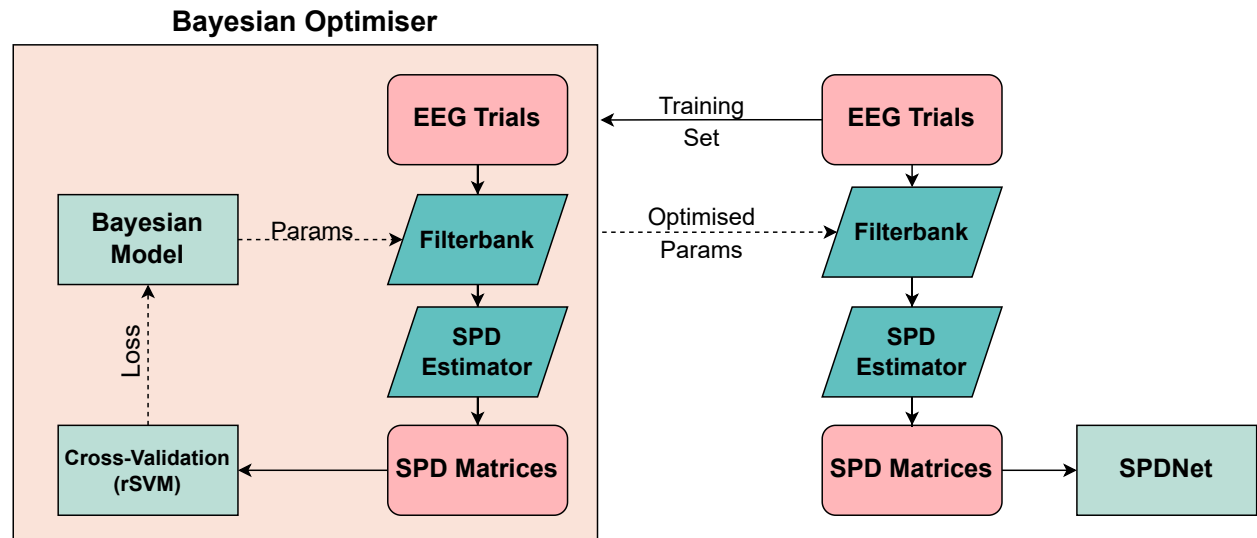 Bayesian Optimiser
EEG Trials
Training
Set
EEG Trials
Bayesian
Model
Params
Filterbank
Optimised
Params
Filterbank
Loss
SPD
Estimator
SPD
Estimator
Cross-Validation
(rSVM)
SPD Matrices
SPD Matrices
SPDNet